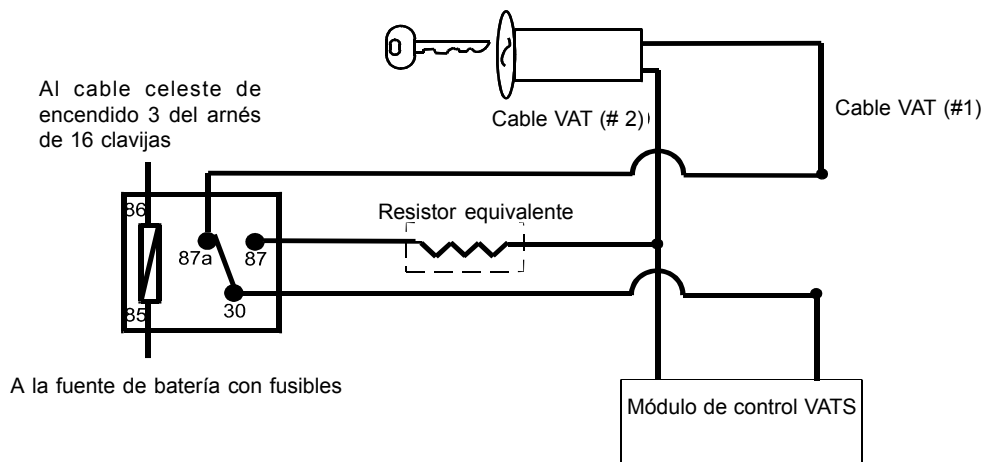 Al cable celeste de
encendido 3 del arnés
de 16 clavijas
Cable VAT (# 2)
Cable VAT (#1)
86
Resistor equivalente
87a
87
30
85
A la fuente de batería con fusibles
Módulo de control VATS